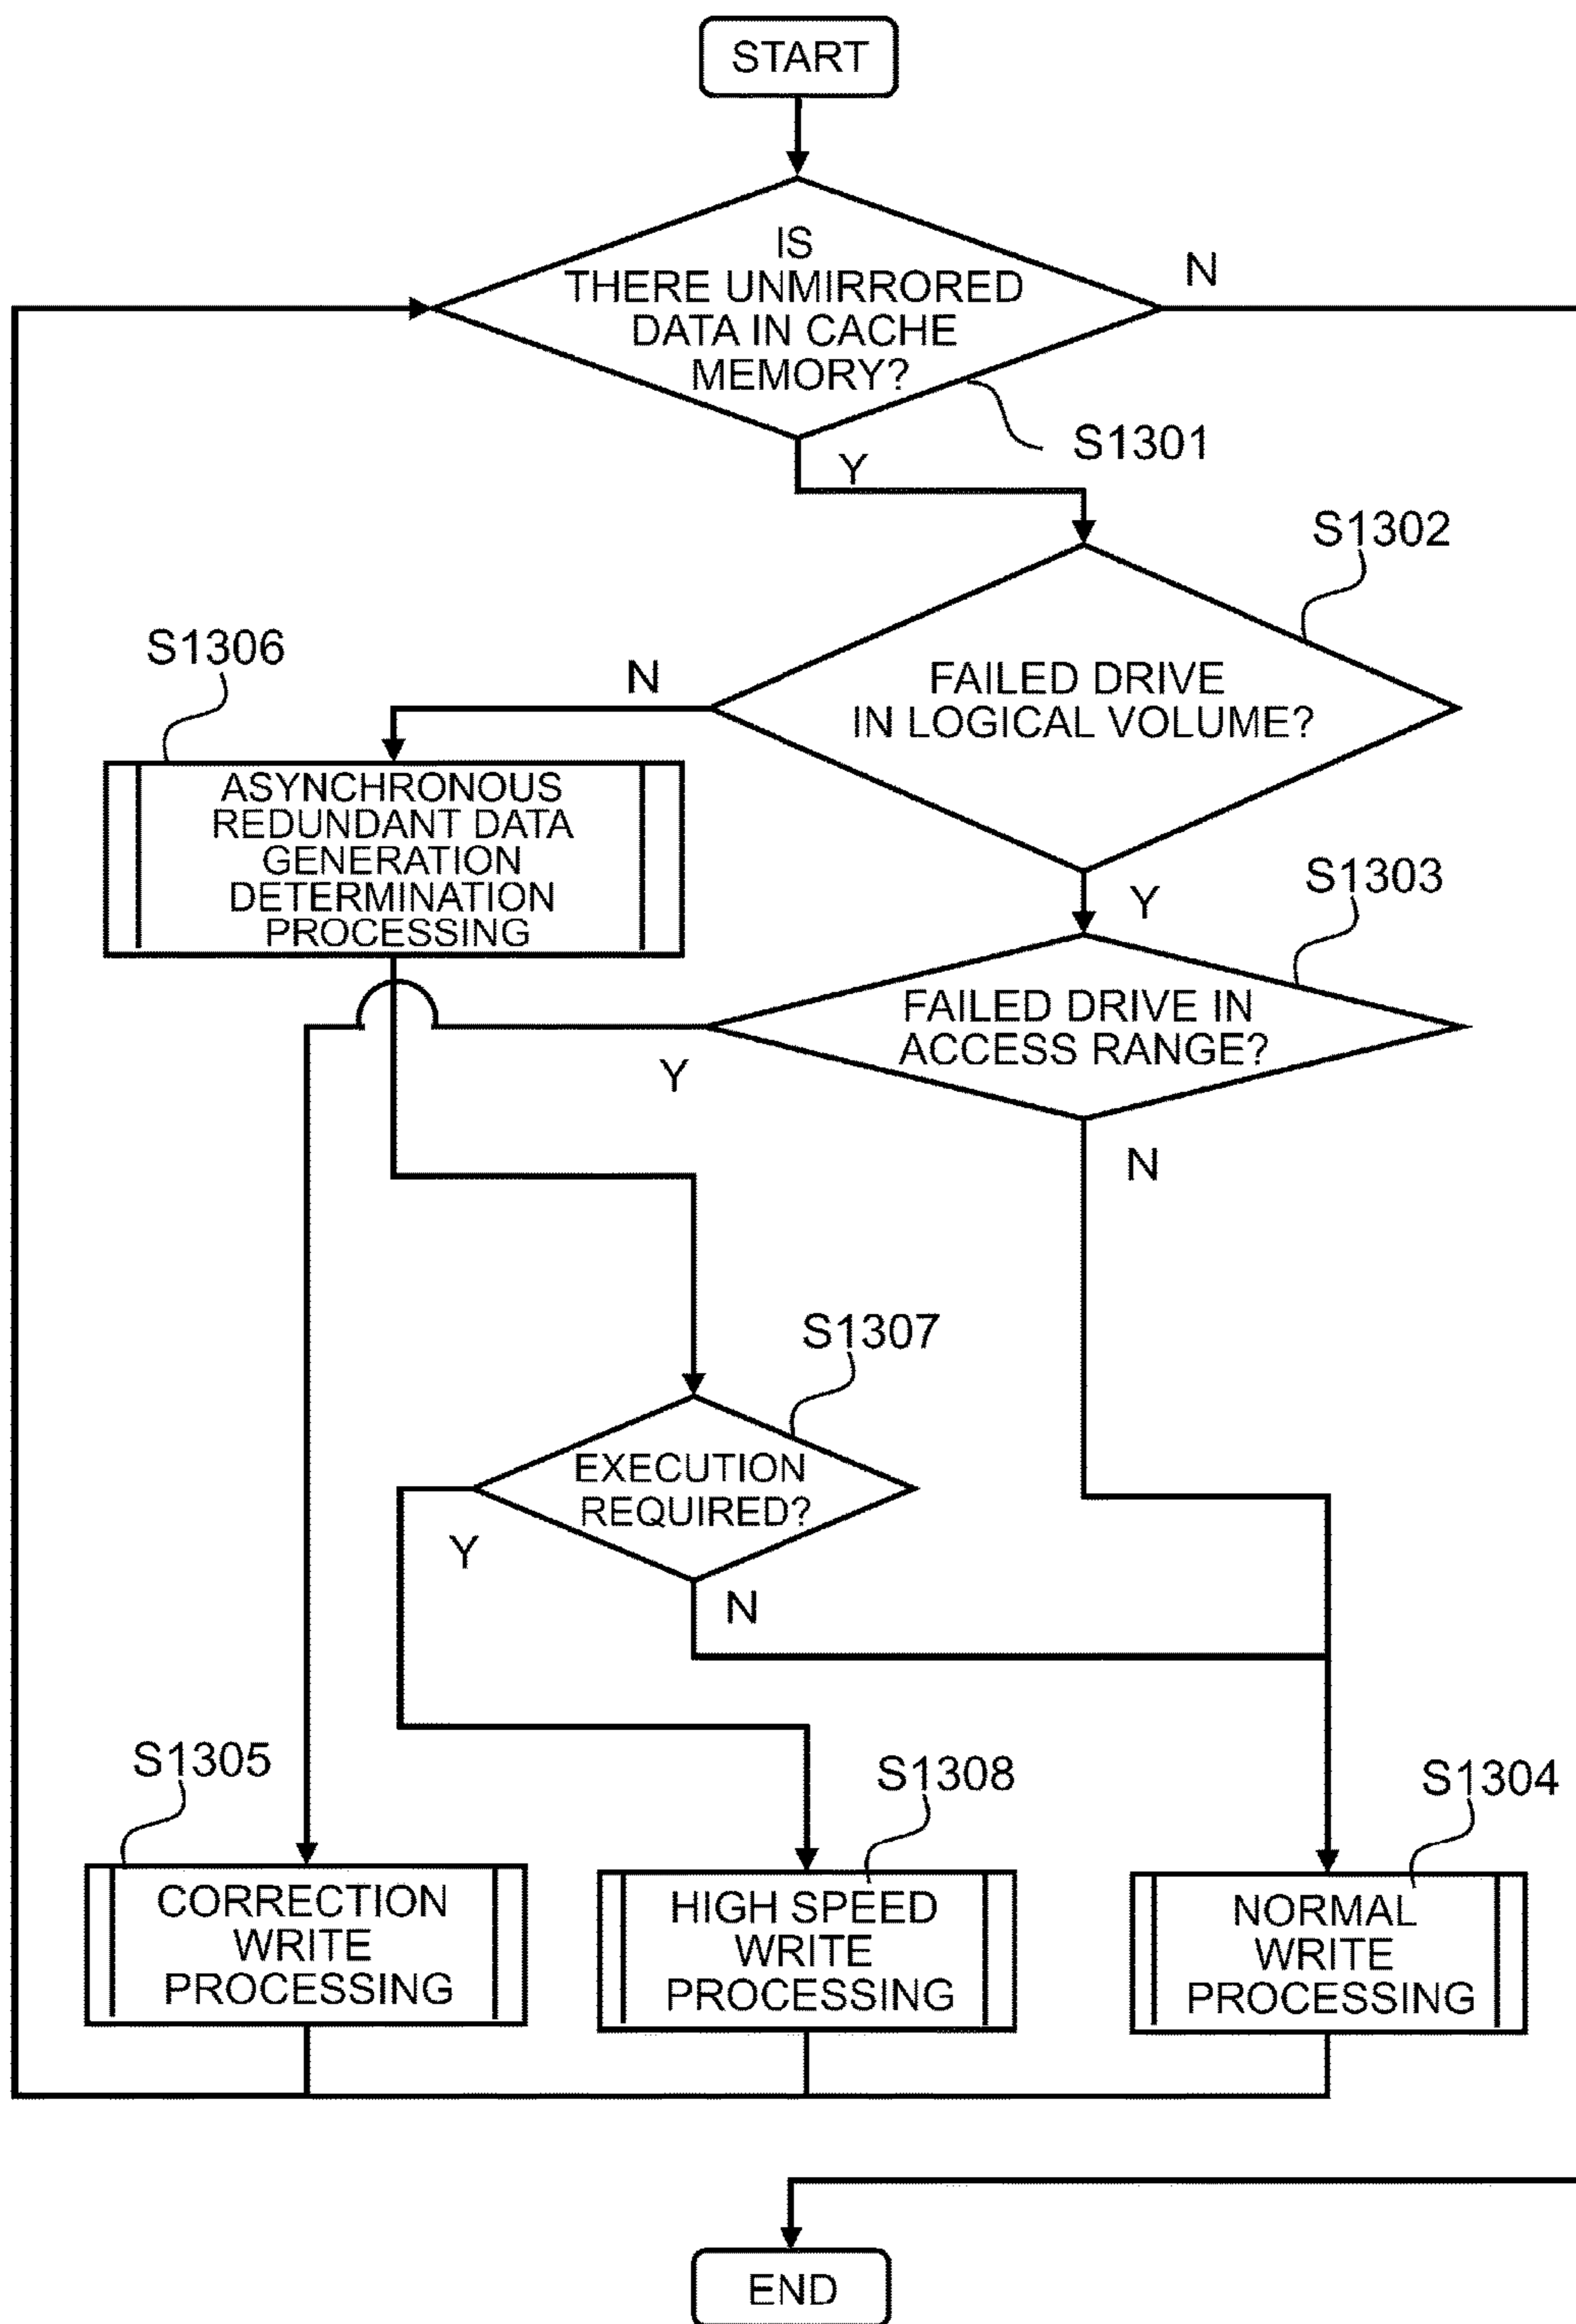 START
IS
THERE UNMIRRORED
DATA IN CACHE
MEMORY?
N
S1301
Y
S1302
FAILED DRIVE
IN LOGICAL VOLUME?
N
S1306
ASYNCHRONOUS
REDUNDANT DATA
GENERATION
DETERMINATION
PROCESSING
Y
S1303
FAILED DRIVE IN
ACCESS RANGE?
Y
N
S1307
EXECUTION
REQUIRED?
Y
N
S1305
CORRECTION
WRITE
PROCESSING
S1308
HIGH SPEED
WRITE
PROCESSING
S1304
NORMAL
WRITE
PROCESSING
END